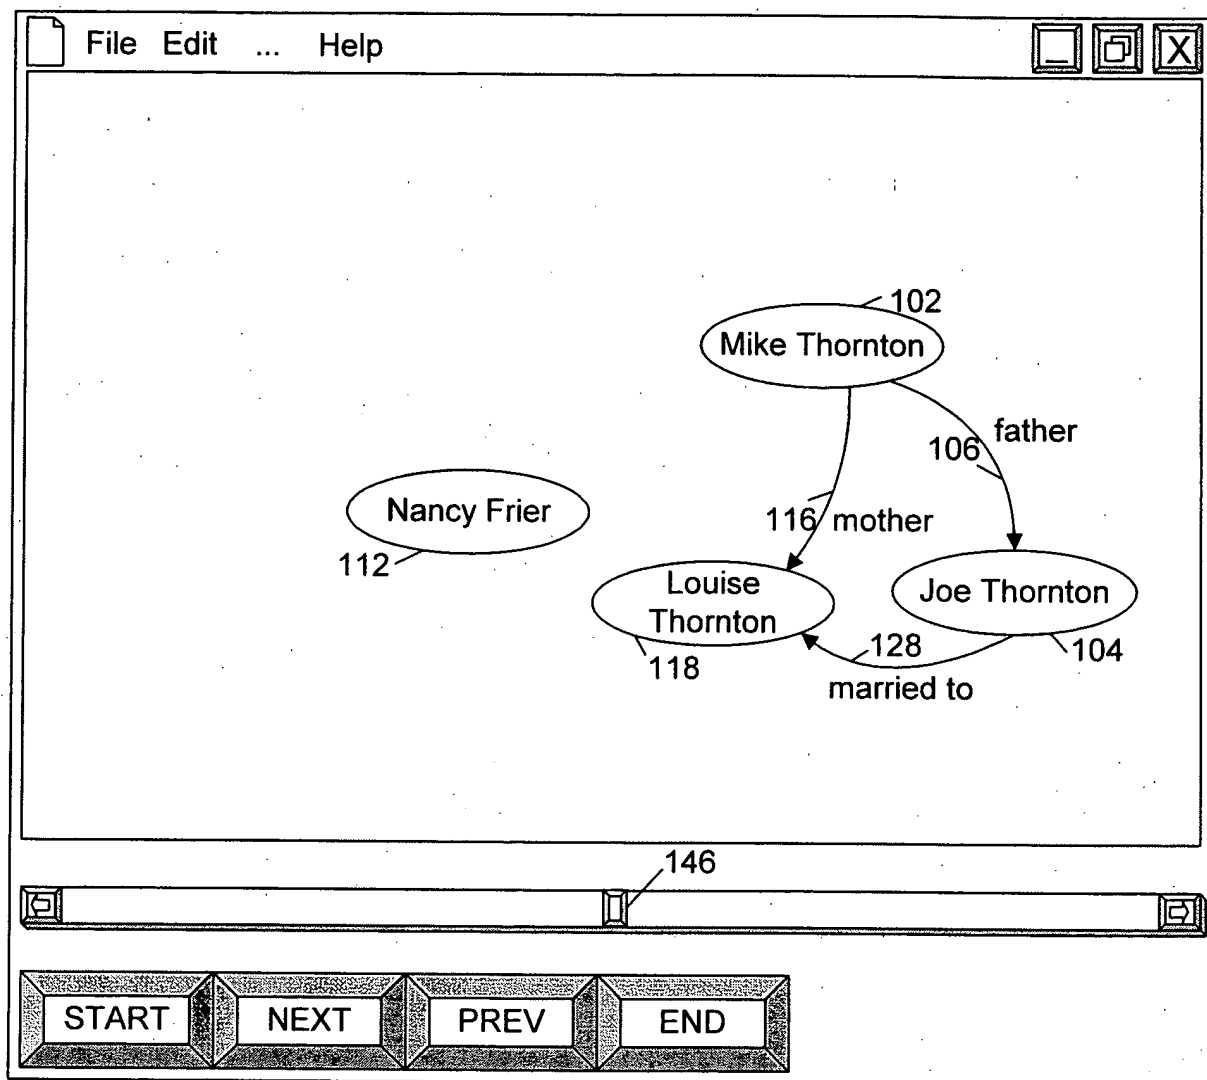 File Edit ... Help X
102
Mike Thornton
father
106
Nancy Frier
116 mother
112
Louise
Thornton
Joe Thornton
128
104
118
married to
146
START NEXT PREV END